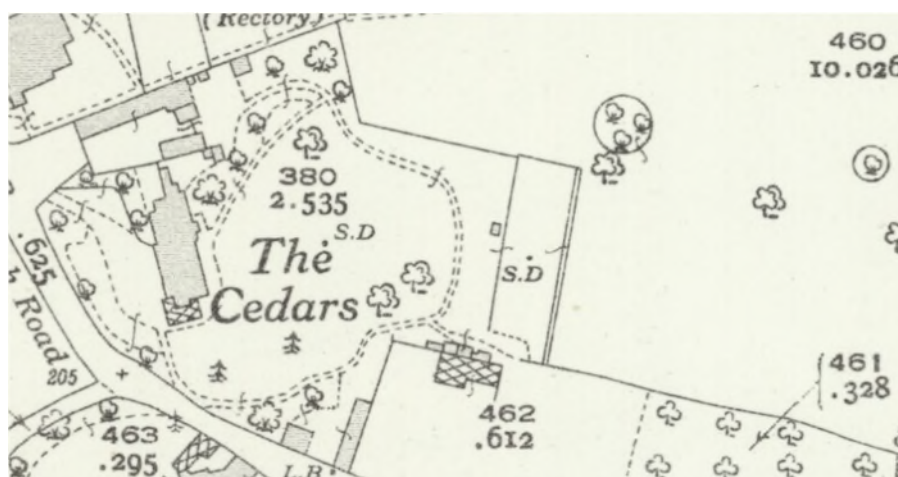 (Rectory)
460
10.026
380
2.535
S.D
The
Cedars
S.D
.625
Road
205
461
.328
462
.612
463
.295
L.B